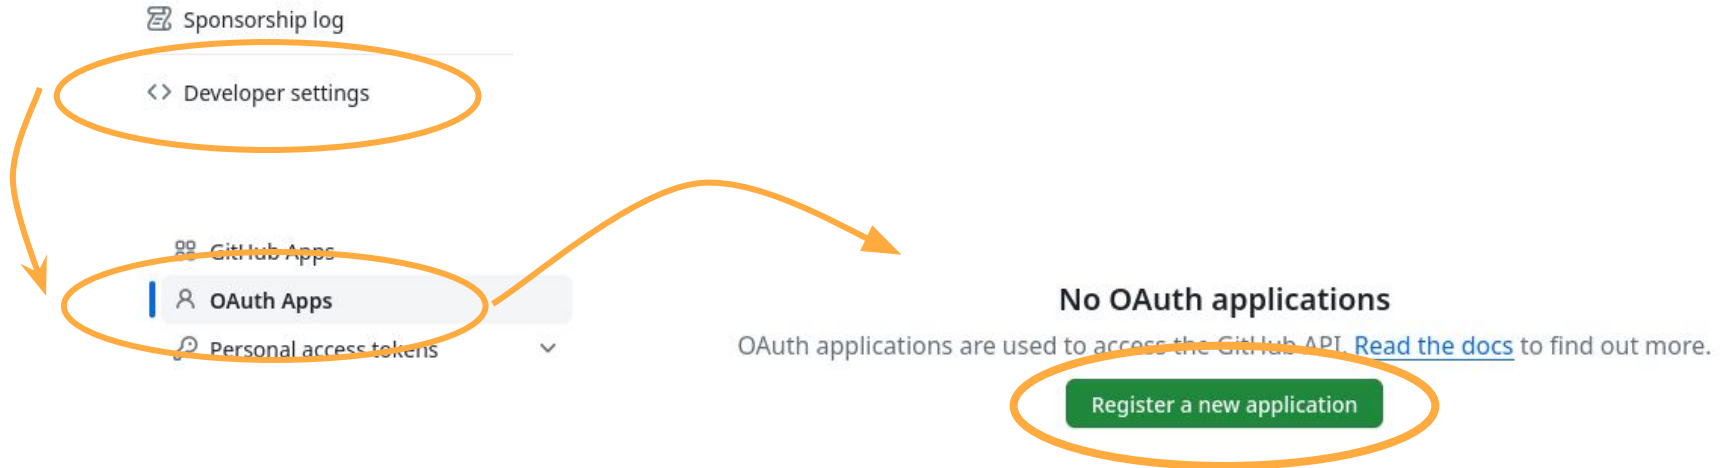 Sponsorship log
Developer settings
GitHub Apps
OAuth Apps
Personal access tokens
No OAuth applications
OAuth applications are used to access the GitHub API. Read the docs to find out more.
Register a new application